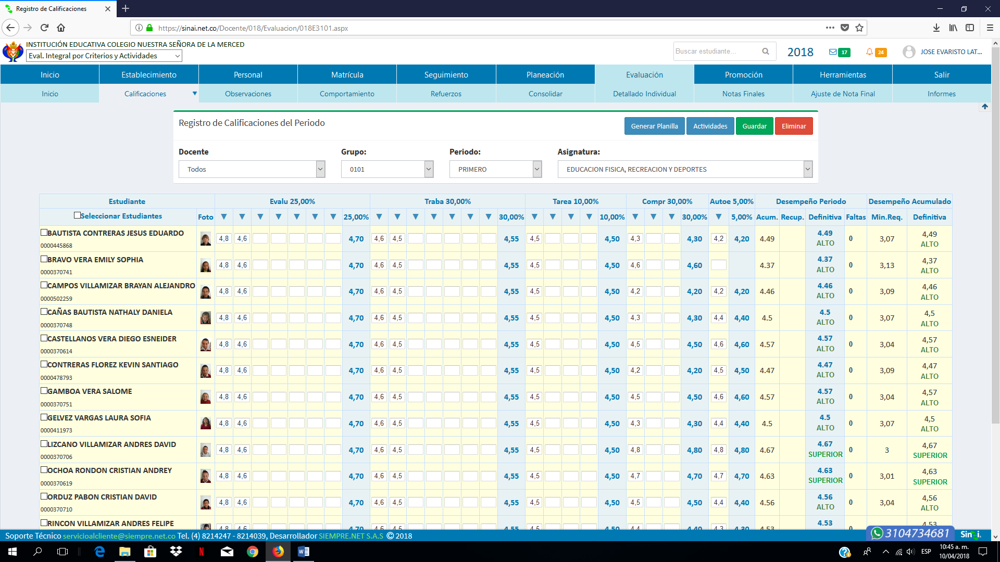 Registro de Calificaciones
https://sinai.net.co/Docente/018/Evaluacion/018E3101.aspx
INSTITUCIÓN EDUCATIVA COLEGIO NUESTRA SEÑORA DE LA MERCED
Eval. Integral por Criterios y Actividades
Buscar estudiante... 2018 17 24 JOSE EVARISTO LAT...
Inicio Establecimiento Personal Matrícula Seguimiento Planeación Evaluación Promoción Herramientas Salir
Inicio Calificaciones Observaciones Comportamiento Refuerzos Consolidar Detallado Individual Notas Finales Ajuste de Nota Final Informes
Registro de Calificaciones del Periodo Generar Planilla Actividades Guardar Eliminar
Docente Grupo: Periodo: Asignatura:
Todos 0101 PRIMERO EDUCACION FISICA, RECREACION Y DEPORTES
Estudiante Evalu 25,00% Traba 30,00% Tarea 10,00% Compr 30,00% Autoe 5,00% Desempeño Periodo Desempeño Acumulado
Seleccionar Estudiantes Foto 25,00% 30,00% 10,00% 30,00% 5,00% Acum. Recup. Definitiva Faltas Min.Req. Definitiva
BAUTISTA CONTRERAS JESUS EDUARDO 4,8 4,6 4,70 4,6 4,5 4,55 4,5 4,50 4,3 4,30 4,2 4,20 4.49 4.49 0 3,07 4,49
0000445868 ALTO ALTO
BRAVO VERA EMILY SOPHIA 4,8 4,6 4,70 4,6 4,5 4,55 4,5 4,50 4,6 4,60 4.37 4.37 0 3,13 4,37
0000370741 ALTO ALTO
CAMPOS VILLAMIZAR BRAYAN ALEJANDRO 4,8 4,6 4,70 4,6 4,5 4,55 4,5 4,50 4,2 4,20 4,2 4,20 4.46 4.46 0 3,09 4,46
0000502259 ALTO ALTO
CAÑAS BAUTISTA NATHALY DANIELA 4,8 4,6 4,70 4,6 4,5 4,55 4,5 4,50 4,3 4,30 4,4 4,40 4.5 4.5 0 3,07 4,5
0000370748 ALTO ALTO
CASTELLANOS VERA DIEGO ESNEIDER 4,8 4,6 4,70 4,6 4,5 4,55 4,5 4,50 4,5 4,50 4,6 4,60 4.57 4.57 0 3,04 4,57
0000370614 ALTO ALTO
CONTRERAS FLOREZ KEVIN SANTIAGO 4,8 4,6 4,70 4,6 4,5 4,55 4,5 4,50 4,2 4,20 4,5 4,50 4.47 4.47 0 3,09 4,47
0000478793 ALTO ALTO
GAMBOA VERA SALOME 4,8 4,6 4,70 4,6 4,5 4,55 4,5 4,50 4,5 4,50 4,6 4,60 4.57 4.57 0 3,04 4,57
0000370751 ALTO ALTO
GELVEZ VARGAS LAURA SOFIA 4,8 4,6 4,70 4,6 4,5 4,55 4,5 4,50 4,3 4,30 4,4 4,40 4.5 4.5 0 3,07 4,5
0000411973 ALTO ALTO
LIZCANO VILLAMIZAR ANDRES DAVID 4,8 4,6 4,70 4,6 4,5 4,55 4,5 4,50 4,8 4,80 4,8 4,80 4.67 4.67 0 3 4,67
0000370706 SUPERIOR SUPERIOR
OCHOA RONDON CRISTIAN ANDREY 4,8 4,6 4,70 4,6 4,5 4,55 4,5 4,50 4,7 4,70 4,7 4,70 4.63 4.63 0 3,01 4,63
0000370619 SUPERIOR SUPERIOR
ORDUZ PABON CRISTIAN DAVID 4,8 4,6 4,70 4,6 4,5 4,55 4,5 4,50 4,5 4,50 4,4 4,40 4.56 4.56 0 3,04 4,56
0000370710 ALTO ALTO
RINCON VILLAMIZAR ANDRES FELIPE 4,8 4,6 4,70 4,6 4,5 4,55 4,5 4,50 4,4 4,40 4,3 4,30 4.53 4.53 0 4,53
Soporte Técnico servicioalcliente@siempre.net.co Tel. (4) 8214247 - 8214039, Desarrollador SIEMPRE.NET S.A.S © 2018 3104734681 Sinai.
ESP 10:45 a. m.
10/04/2018